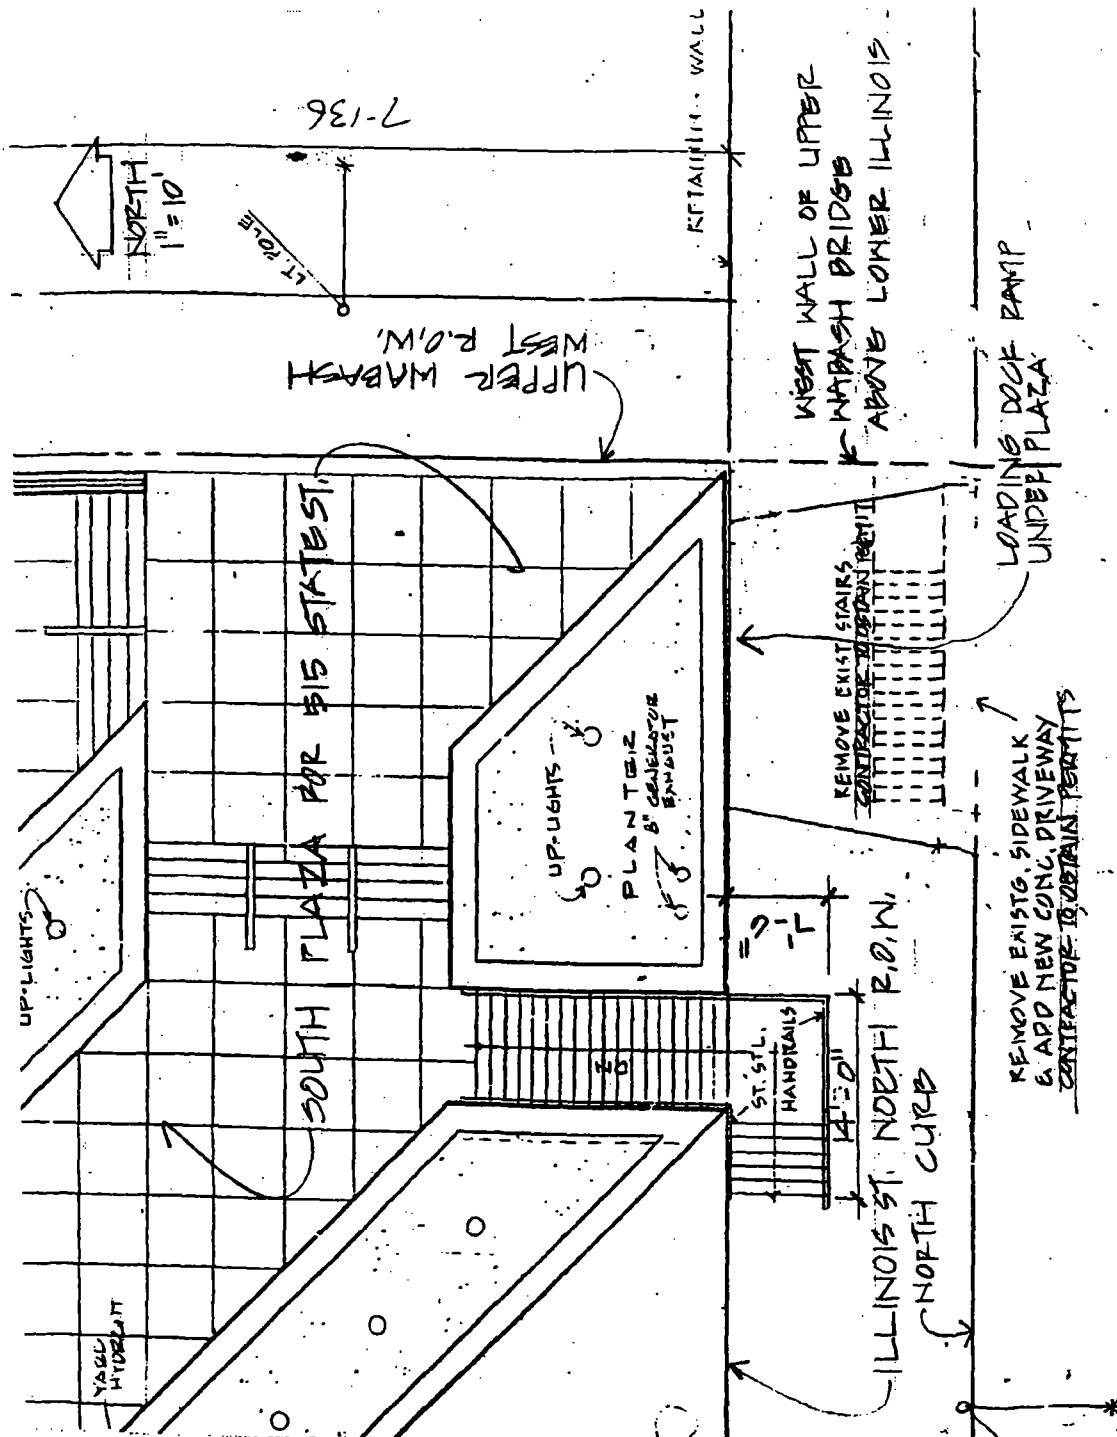 7-136
NORTH
1"=10'
LT. POLE
WALL
UPPER WABASH
WEST R.O.W.
WEST WALL OF UPPER
WABASH BRIDGE
ABOVE LOWER ILLINOIS
LOADING DOCK RAMP
UNDER PLAZA
SOUTH PLAZA FOR 515 STATE ST.
REMOVE EXIST STAIRS
CONTRACTOR TO OBTAIN PERMIT
UP-LIGHTS
UP-LIGHTS
PLANTER
8" GENERATOR
EXHAUST
7'-6"
ST. STL.
HANDRAILS
14'-0"
ILLINOIS ST. NORTH R.O.W.
NORTH CURB
REMOVE EXISTG. SIDEWALK
& ADD NEW CONC. DRIVEWAY
CONTRACTOR TO OBTAIN PERMITS
YARD
HYDRANT